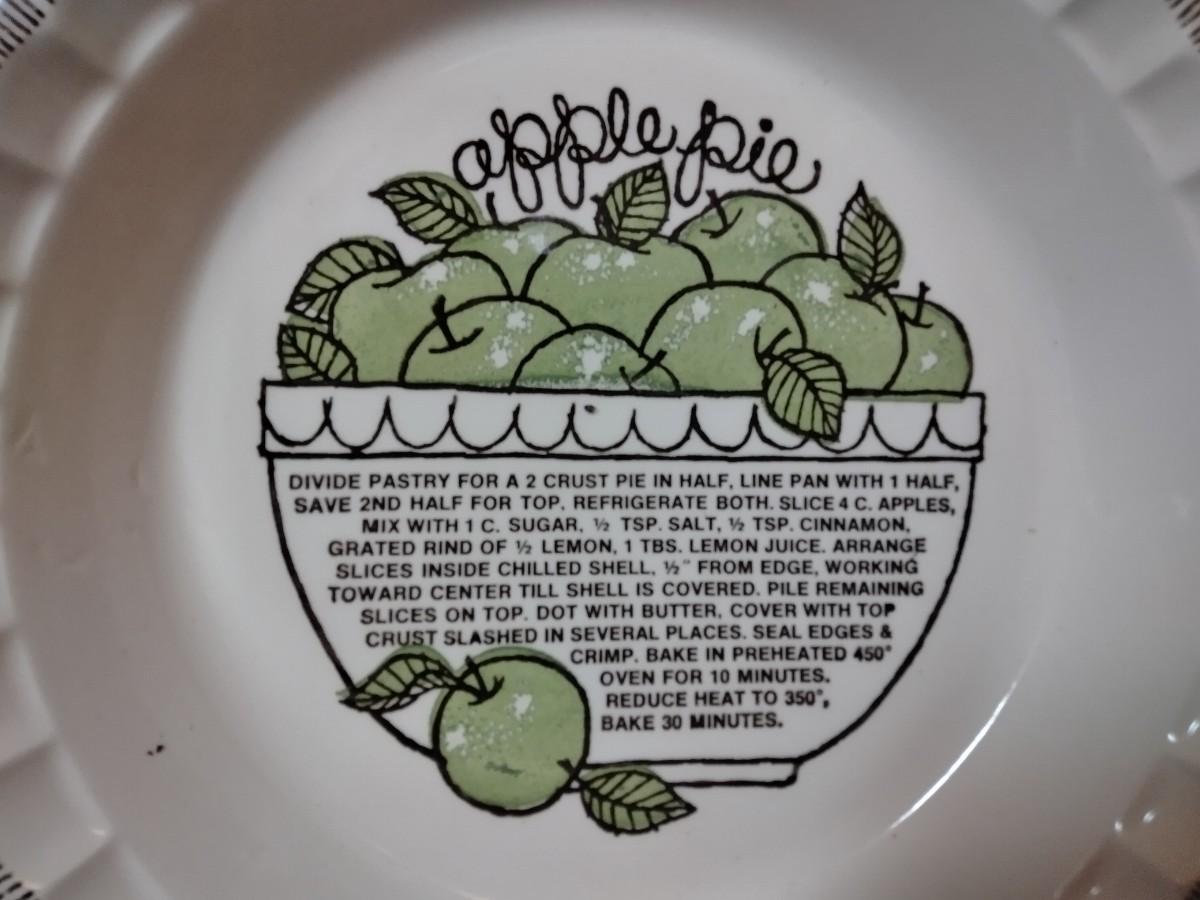 apple pie
DIVIDE PASTRY FOR A 2 CRUST PIE IN HALF, LINE PAN WITH 1 HALF,
SAVE 2ND HALF FOR TOP. REFRIGERATE BOTH. SLICE 4 C. APPLES,
MIX WITH 1 C. SUGAR, ½ TSP. SALT, ½ TSP. CINNAMON,
GRATED RIND OF ½ LEMON, 1 TBS. LEMON JUICE. ARRANGE
SLICES INSIDE CHILLED SHELL, ½" FROM EDGE, WORKING
TOWARD CENTER TILL SHELL IS COVERED. PILE REMAINING
SLICES ON TOP. DOT WITH BUTTER, COVER WITH TOP
CRUST SLASHED IN SEVERAL PLACES. SEAL EDGES &
CRIMP. BAKE IN PREHEATED 450°
OVEN FOR 10 MINUTES.
REDUCE HEAT TO 350°,
BAKE 30 MINUTES.